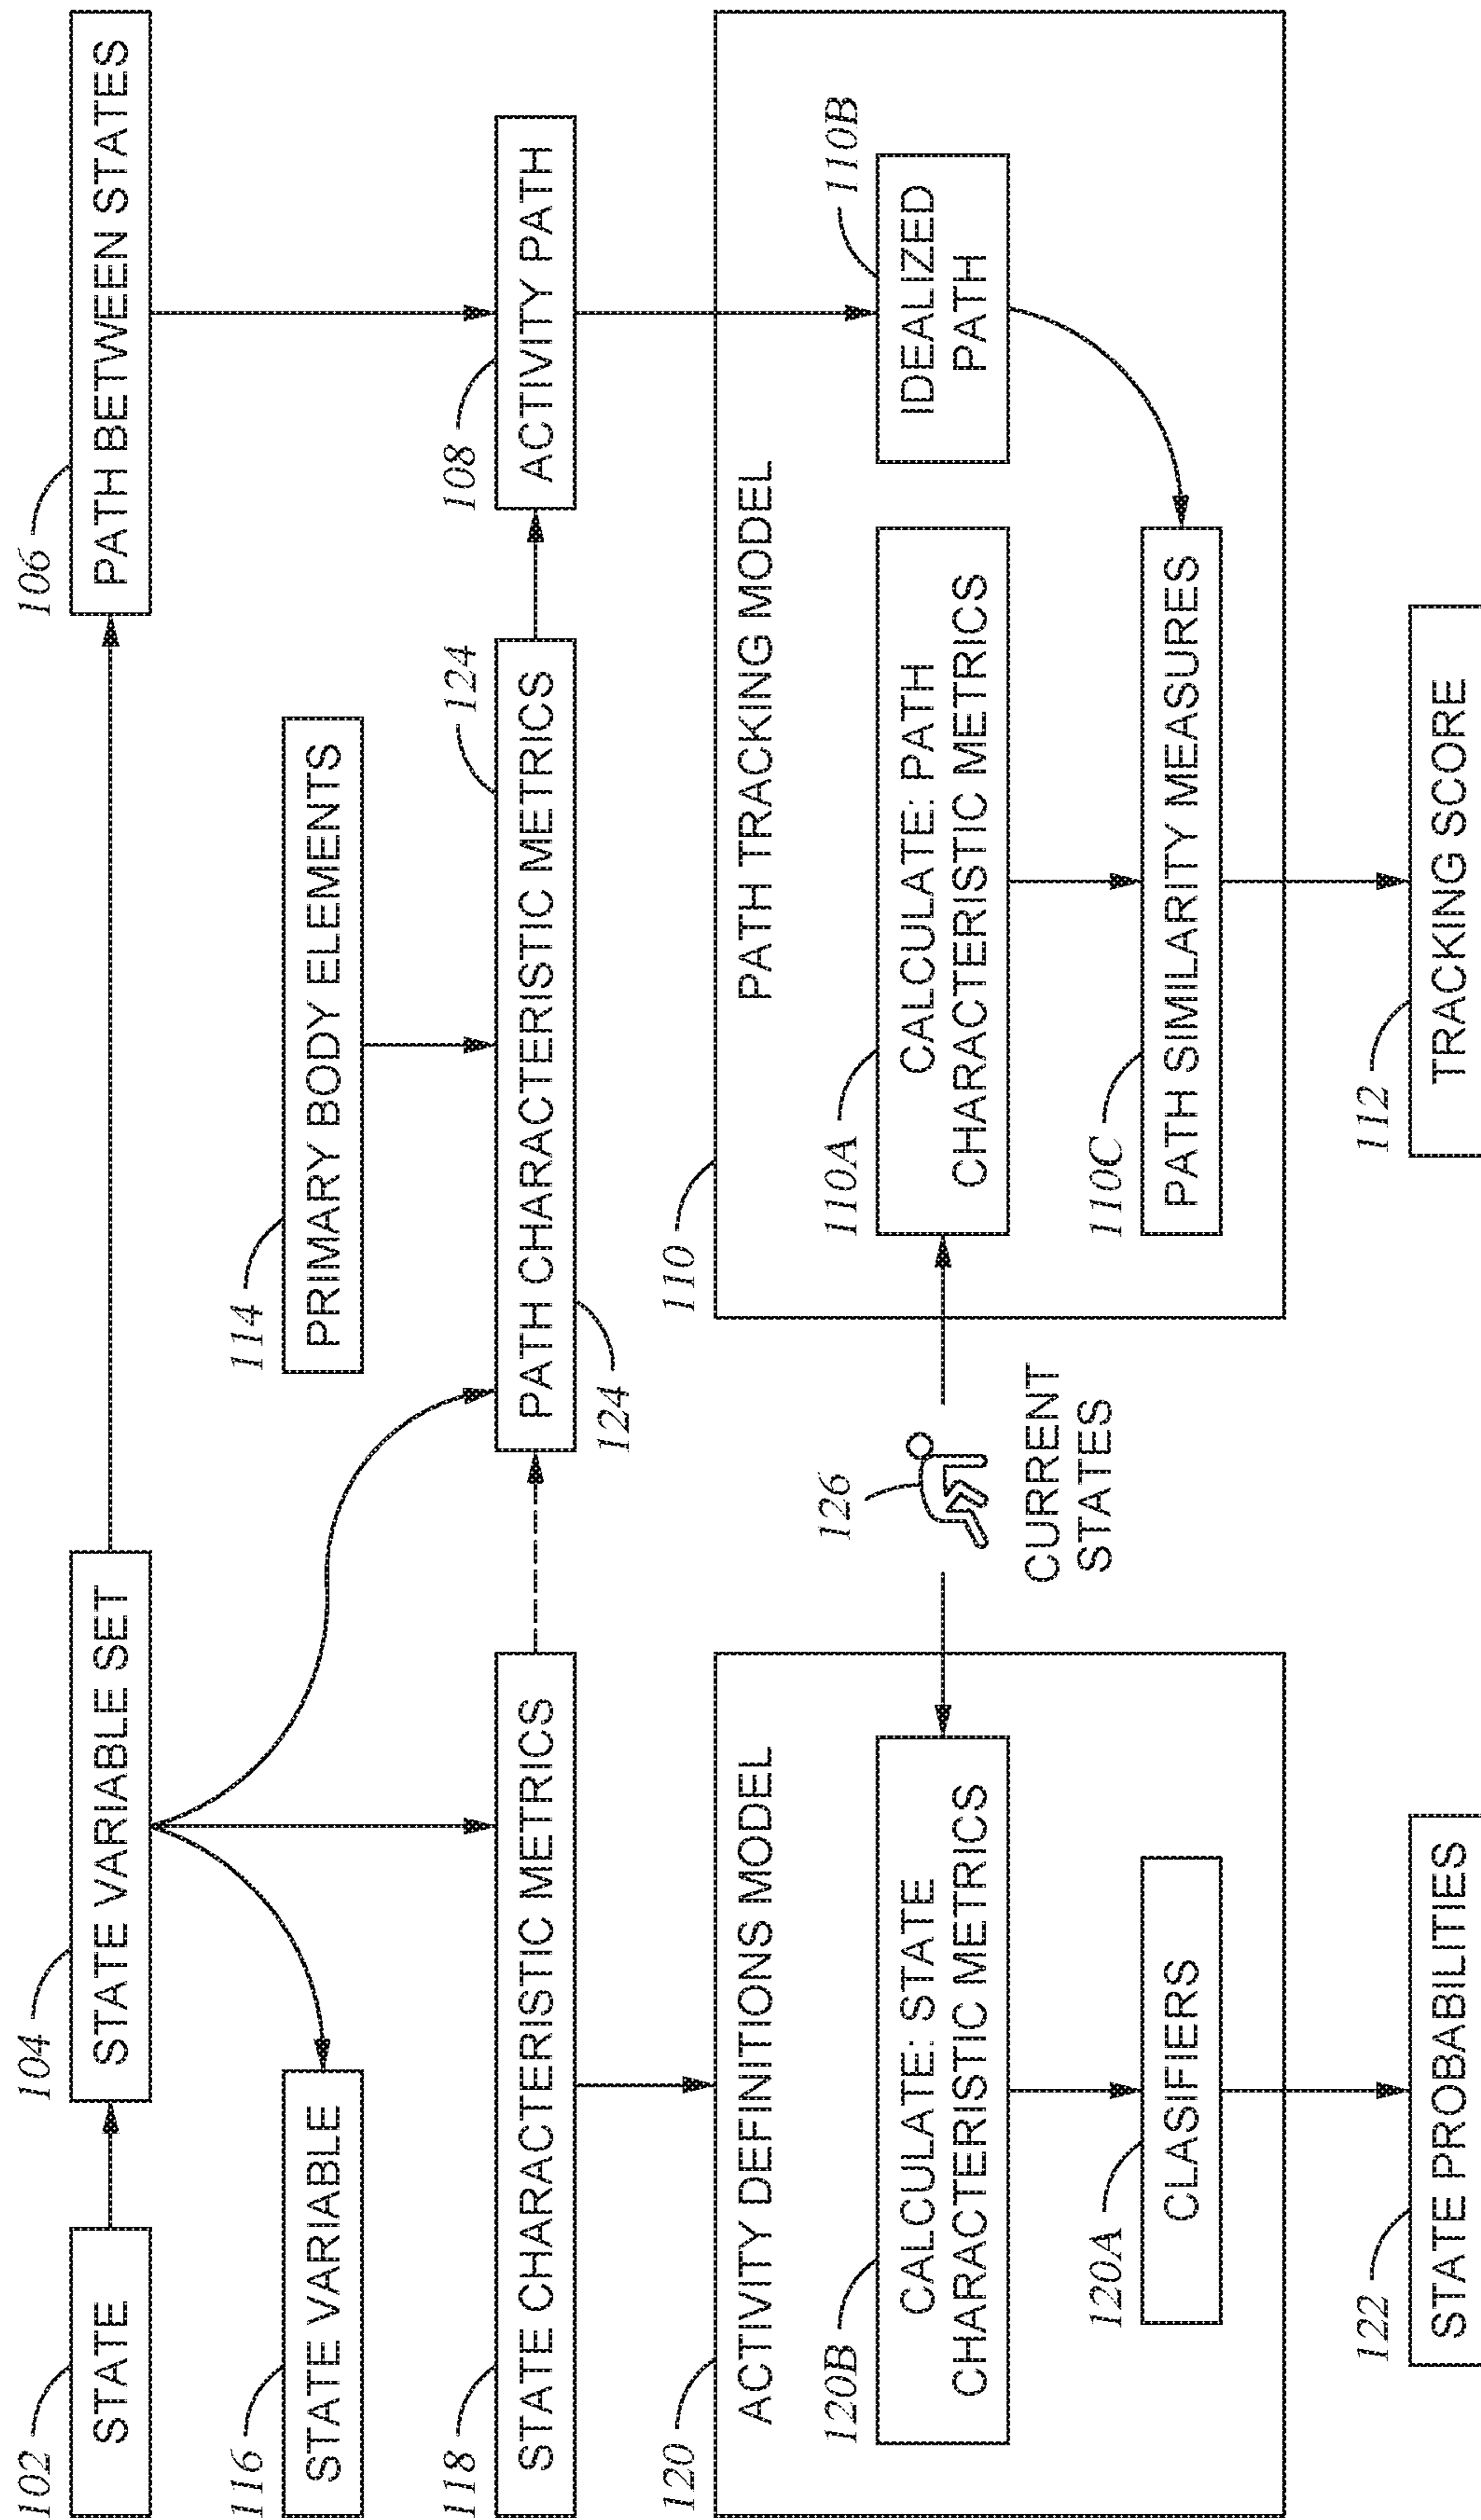 102
STATE
104
STATE VARIABLE SET
106
PATH BETWEEN STATES
116
STATE VARIABLE
114
PRIMARY BODY ELEMENTS
118
STATE CHARACTERISTIC METRICS
124
PATH CHARACTERISTIC METRICS
124
108
ACTIVITY PATH
120
ACTIVITY DEFINITIONS MODEL
120B
CALCULATE: STATE
CHARACTERISTIC METRICS
120A
CLASIFIERS
122
STATE PROBABILITIES
126
CURRENT
STATES
110
PATH TRACKING MODEL
110A
CALCULATE: PATH
CHARACTERISTIC METRICS
110B
IDEALIZED
PATH
110C
PATH SIMILARITY MEASURES
112
TRACKING SCORE